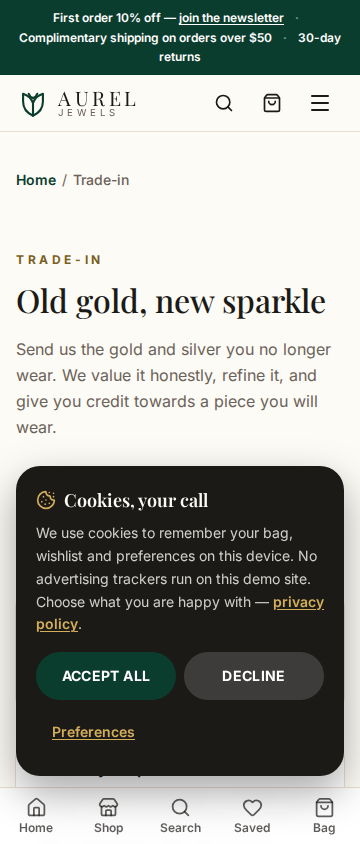 First order 10% off — join the newsletter ·
Complimentary shipping on orders over $50 · 30-day
returns
AUREL
JEWELS
Home / Trade-in
TRADE-IN
Old gold, new sparkle
Send us the gold and silver you no longer
wear. We value it honestly, refine it, and
give you credit towards a piece you will
wear.
Cookies, your call
We use cookies to remember your bag,
wishlist and preferences on this device. No
advertising trackers run on this demo site.
Choose what you are happy with — privacy
policy.
ACCEPT ALL DECLINE
Preferences
Home Shop Search Saved Bag